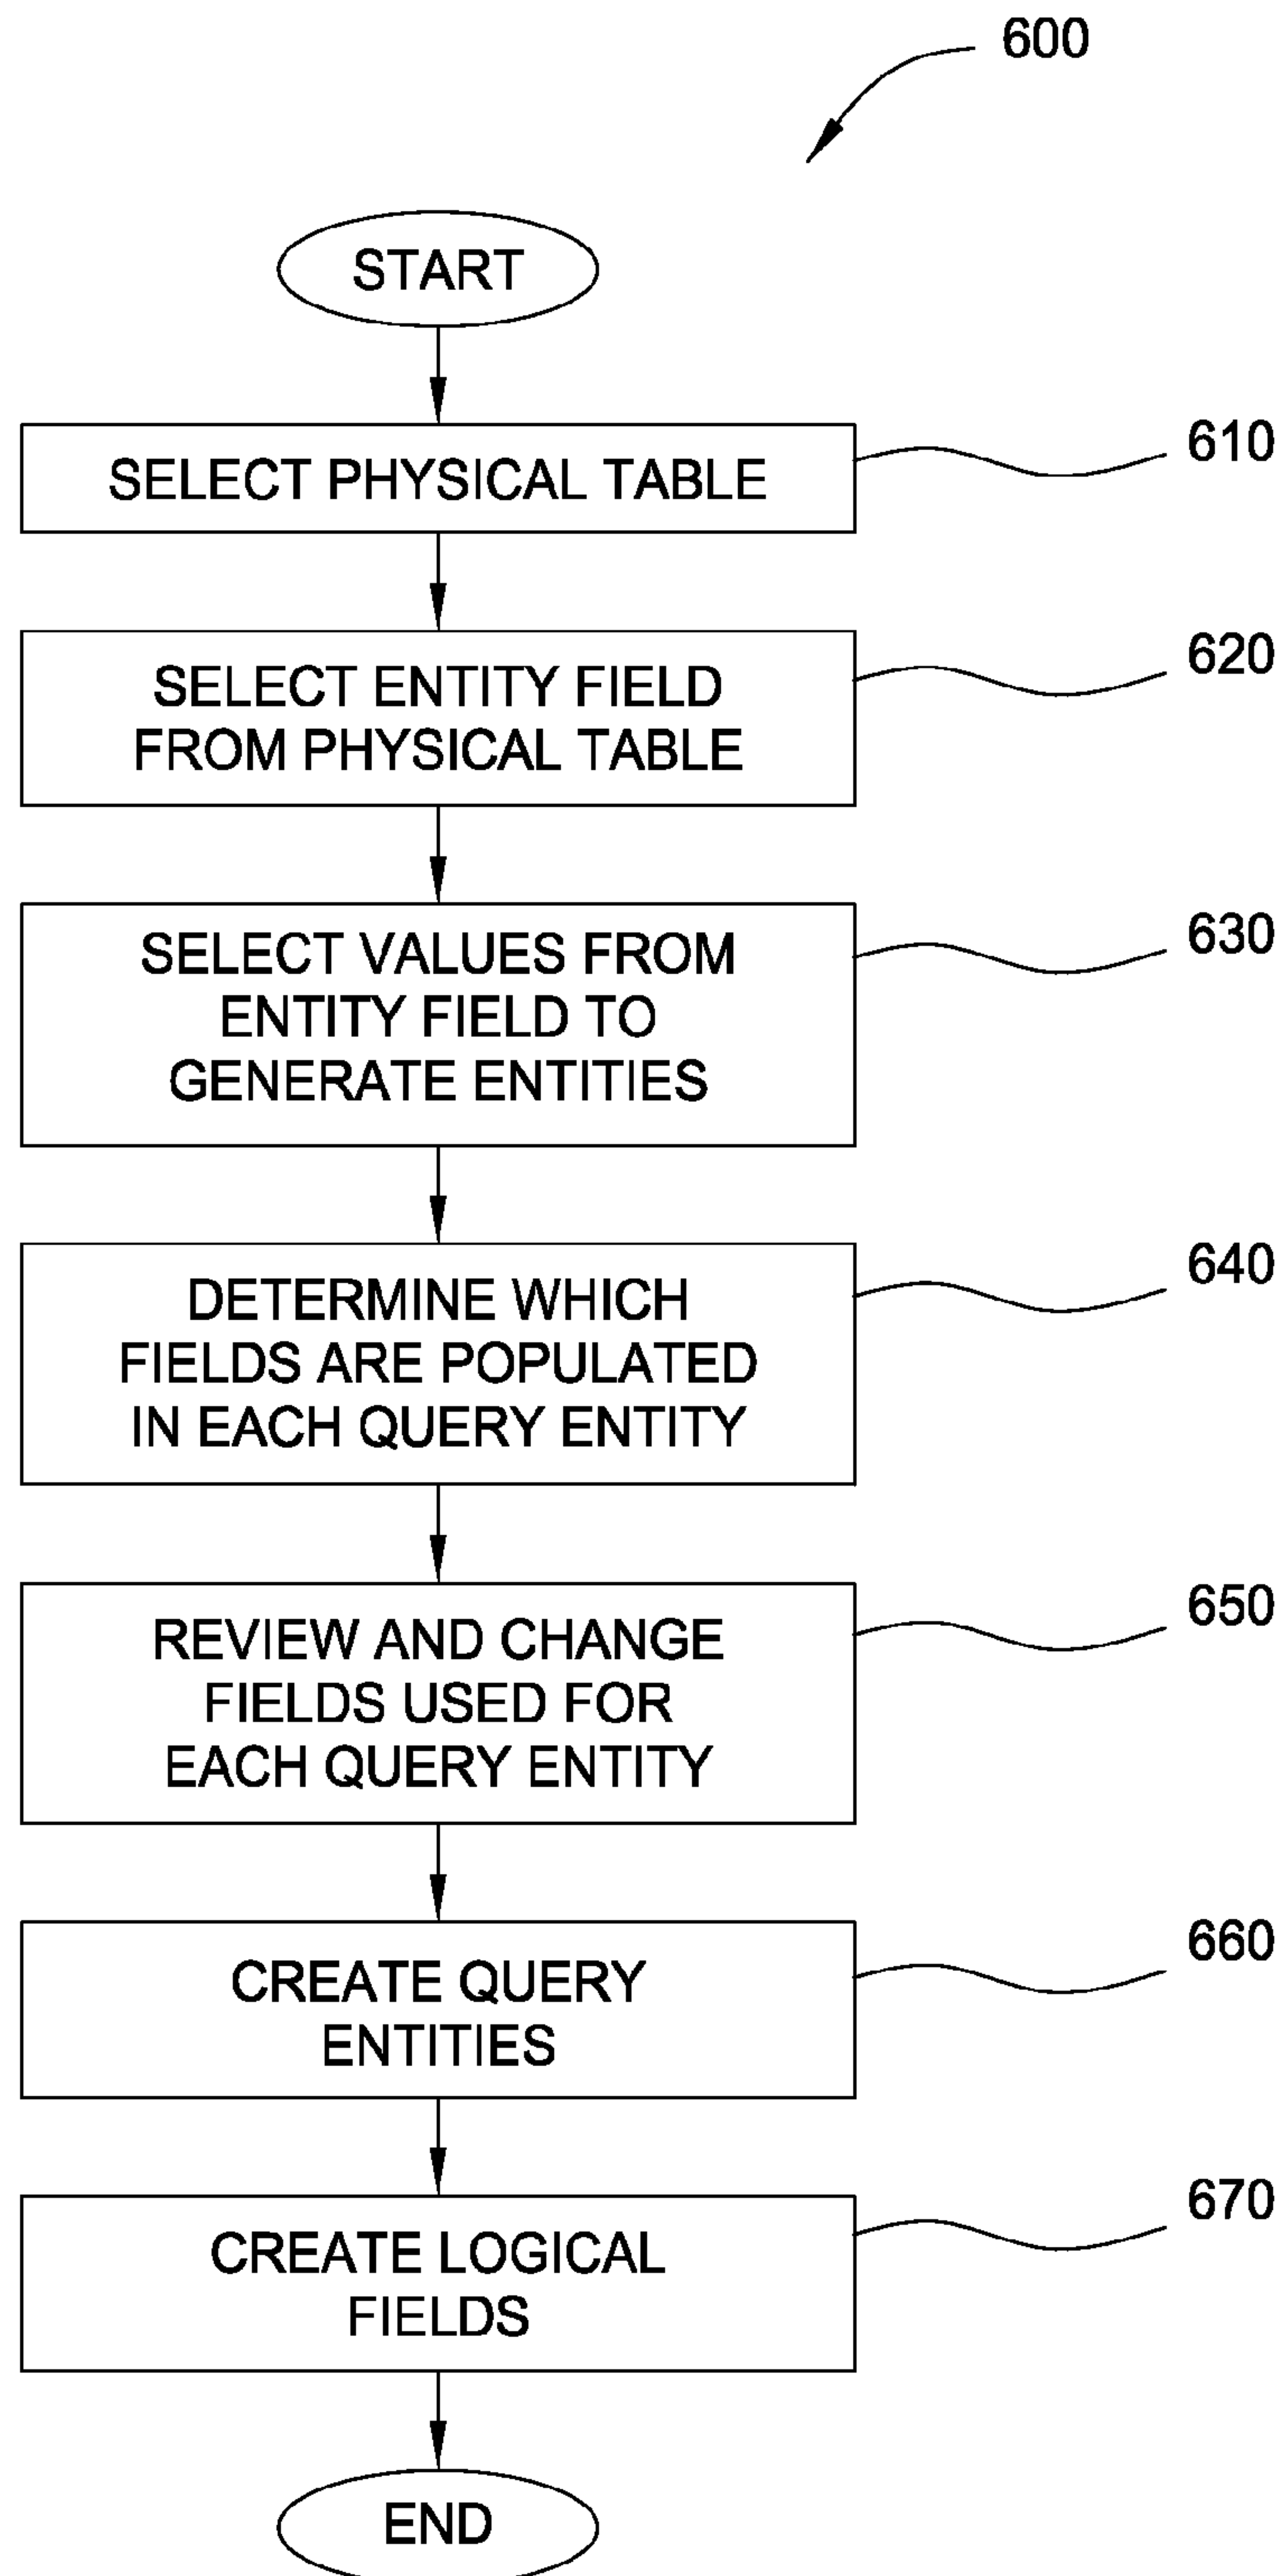 600
START
SELECT PHYSICAL TABLE
610
SELECT ENTITY FIELD
FROM PHYSICAL TABLE
620
SELECT VALUES FROM
ENTITY FIELD TO
GENERATE ENTITIES
630
DETERMINE WHICH
FIELDS ARE POPULATED
IN EACH QUERY ENTITY
640
REVIEW AND CHANGE
FIELDS USED FOR
EACH QUERY ENTITY
650
CREATE QUERY
ENTITIES
660
CREATE LOGICAL
FIELDS
670
END